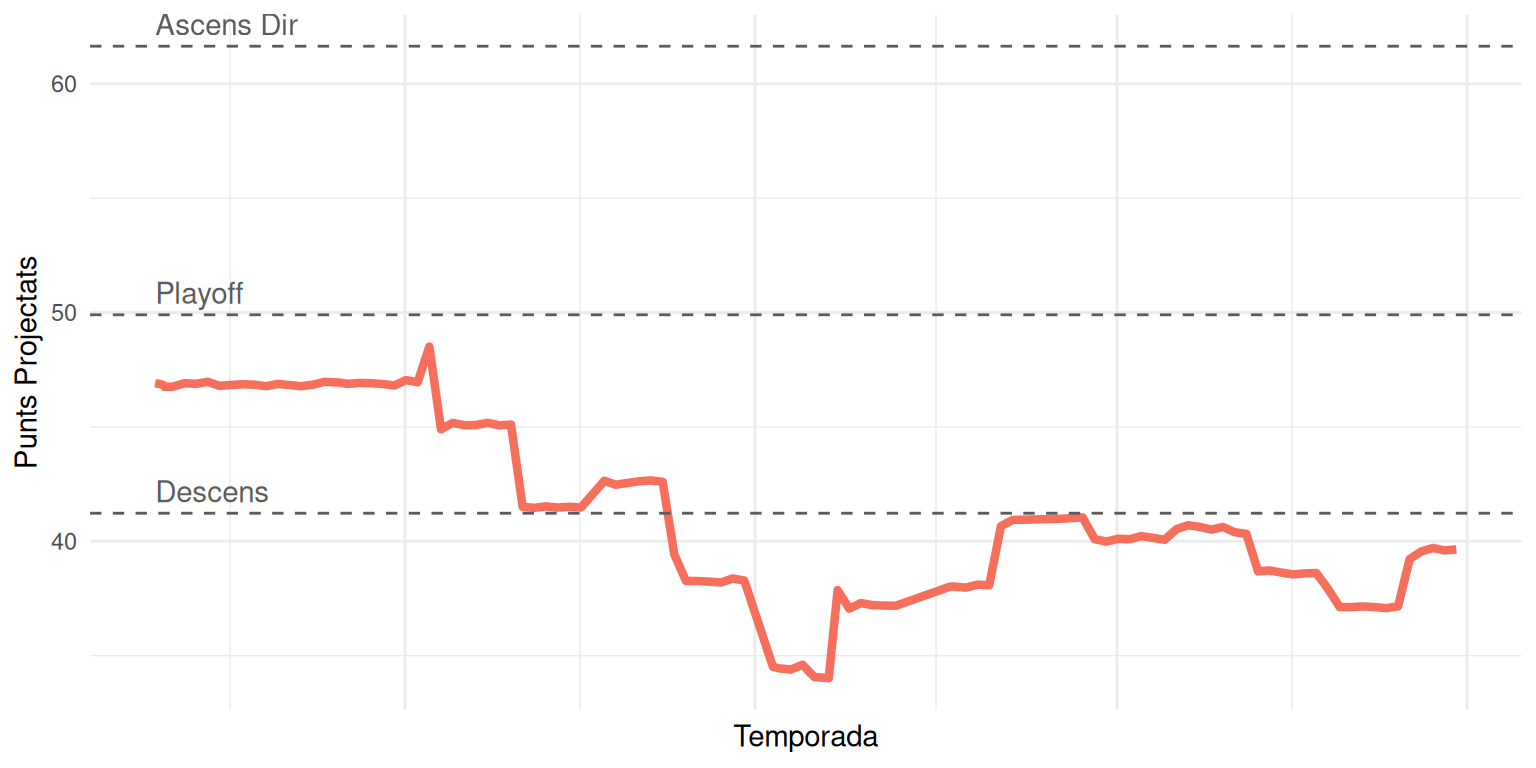 Ascens Dir
60
Playoff
50
Descens
40
Punts Projectats
Temporada